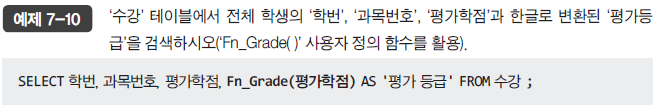 예제 7-10 ‘수강’ 테이블에서 전체 학생의 ‘학번’, ‘과목번호’, ‘평가학점’과 한글로 변환된 ‘평가등
급’을 검색하시오(‘Fn_Grade( )’ 사용자 정의 함수를 활용).
SELECT 학번, 과목번호, 평가학점, Fn_Grade(평가학점) AS '평가 등급' FROM 수강 ;